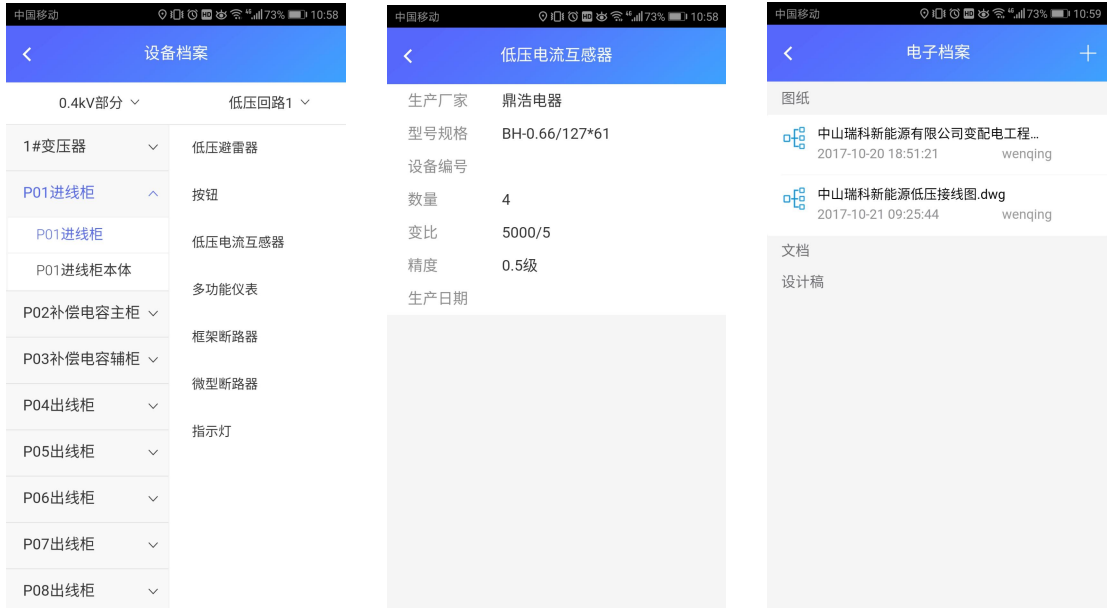 中国移动 HD 46 73% 10:58
设备档案
0.4kV部分 低压回路1
1#变压器
P01进线柜
P01进线柜
P01进线柜本体
P02补偿电容主柜
P03补偿电容辅柜
P04出线柜
P05出线柜
P06出线柜
P07出线柜
P08出线柜
低压避雷器
按钮
低压电流互感器
多功能仪表
框架断路器
微型断路器
指示灯
中国移动 HD 46 73% 10:58
低压电流互感器
生产厂家 鼎浩电器
型号规格 BH-0.66/127*61
设备编号
数量 4
变比 5000/5
精度 0.5级
生产日期
中国移动 HD 46 73% 10:59
电子档案
图纸
中山瑞科新能源有限公司变配电工程...
2017-10-20 18:51:21 wenqing
中山瑞科新能源低压接线图.dwg
2017-10-21 09:25:44 wenqing
文档
设计稿